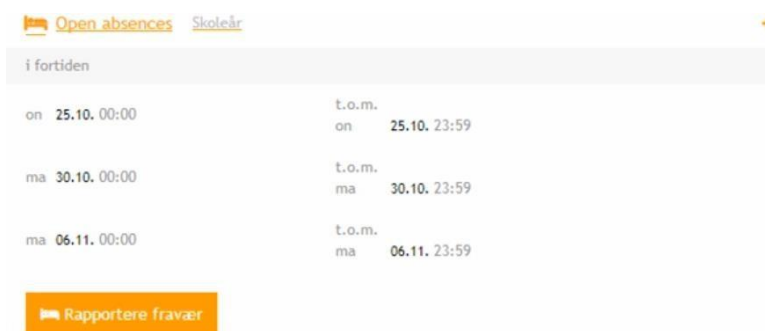 Open absences Skoleår
i fortiden
on 25.10. 00:00 t.o.m.
on 25.10. 23:59
ma 30.10. 00:00 t.o.m.
ma 30.10. 23:59
ma 06.11. 00:00 t.o.m.
ma 06.11. 23:59
Rapportere fravær